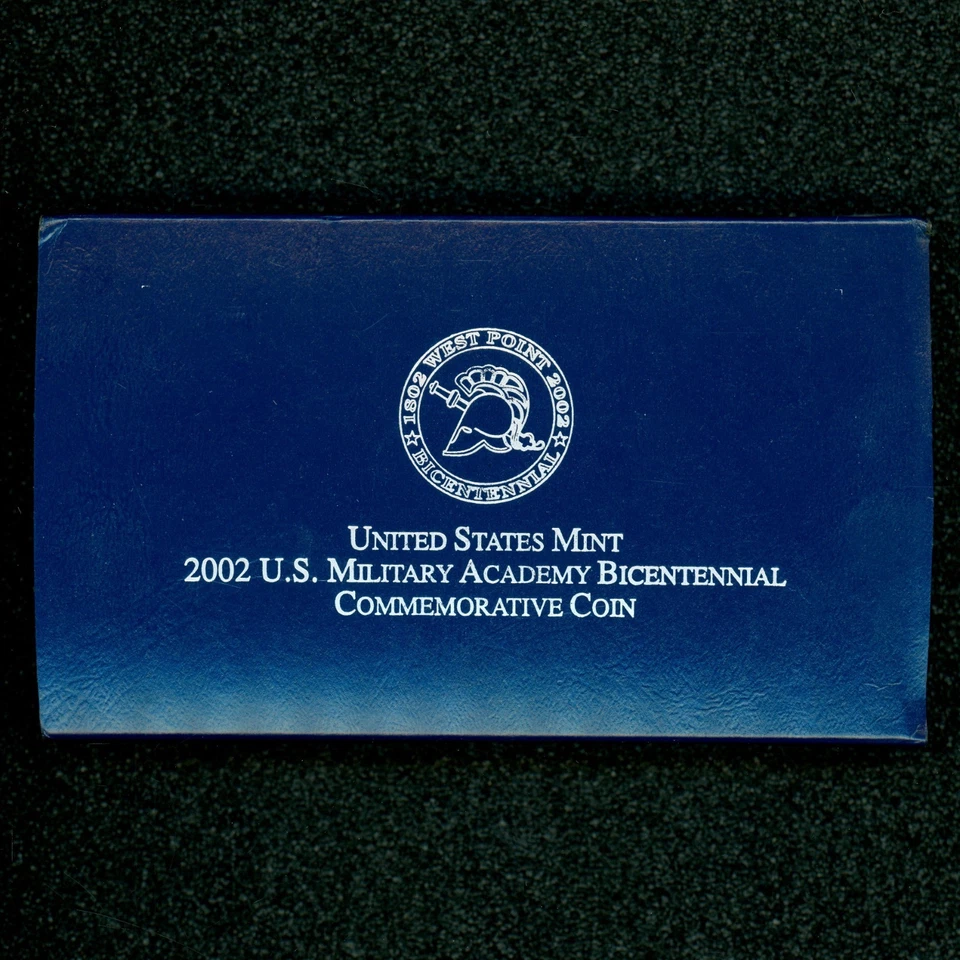 1802 WEST POINT 2002
BICENTENNIAL
UNITED STATES MINT
2002 U.S. MILITARY ACADEMY BICENTENNIAL
COMMEMORATIVE COIN